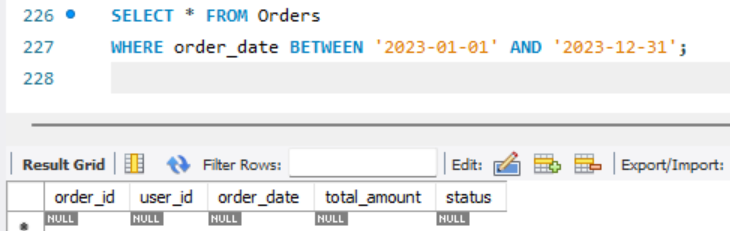 226 SELECT * FROM Orders
227 WHERE order_date BETWEEN '2023-01-01' AND '2023-12-31';
228
Result Grid Filter Rows: Edit: Export/Import:
order_id user_id order_date total_amount status
* NULL NULL NULL NULL NULL